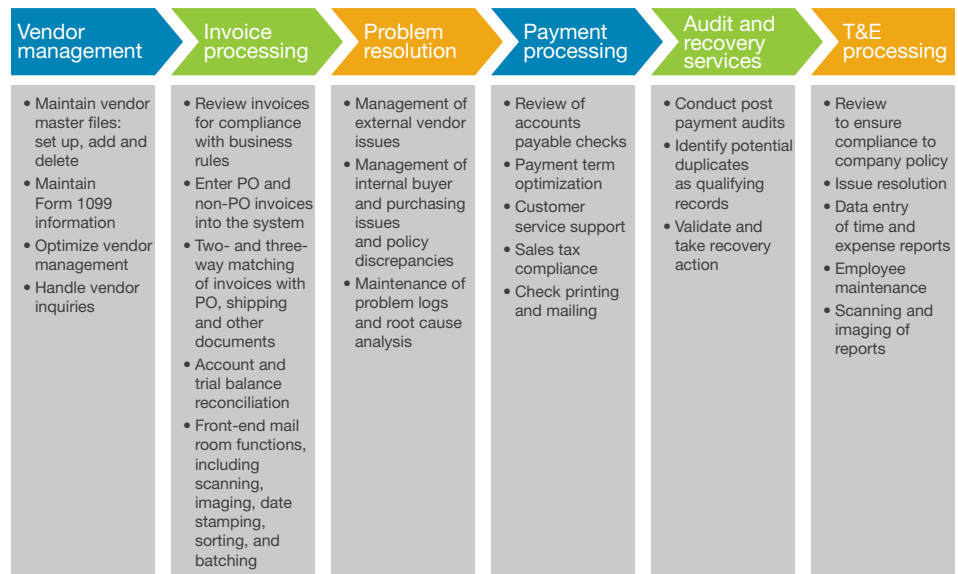 Vendor
management
Invoice
processing
Problem
resolution
Payment
processing
Audit and
recovery
services
T&E
processing
• Maintain vendor
master files:
set up, add and
delete
• Maintain
Form 1099
information
• Optimize vendor
management
• Handle vendor
inquiries
• Review invoices
for compliance
with business
rules
• Enter PO and
non-PO invoices
into the system
• Two- and three-
way matching
of invoices with
PO, shipping
and other
documents
• Account and
trial balance
reconciliation
• Front-end mail
room functions,
including
scanning,
imaging, date
stamping,
sorting, and
batching
• Management of
external vendor
issues
• Management of
internal buyer
and purchasing
issues
and policy
discrepancies
• Maintenance of
problem logs
and root cause
analysis
• Review of
accounts
payable checks
• Payment term
optimization
• Customer
service support
• Sales tax
compliance
• Check printing
and mailing
• Conduct post
payment audits
• Identify potential
duplicates
as qualifying
records
• Validate and
take recovery
action
• Review
to ensure
compliance to
company policy
• Issue resolution
• Data entry
of time and
expense reports
• Employee
maintenance
• Scanning and
imaging of
reports